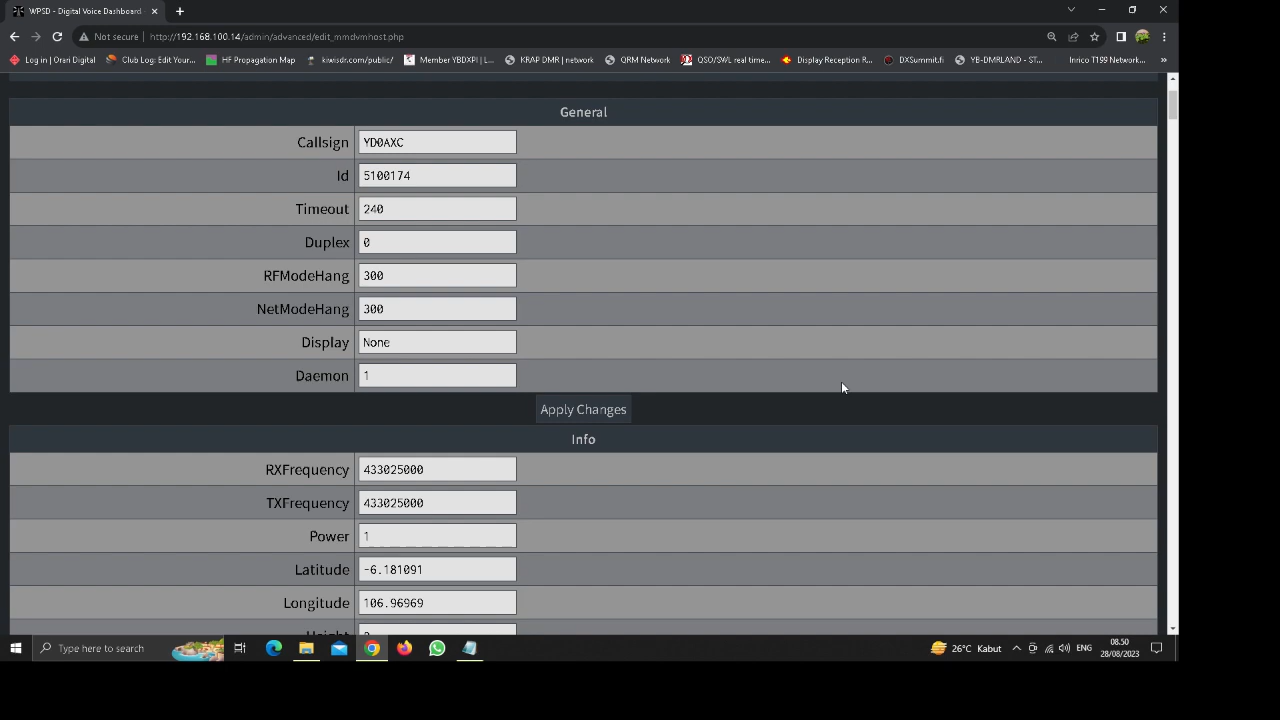 WPSD - Digital Voice Dashboard -
Not secure | http://192.168.100.14/admin/advanced/edit_mmdvmhost.php
Log in | Oran Digital Club Log: Edit Your... HF Propagation Map kiwisdr.com/public/ Member YBDXPI | L... KRAP DMR | network QRM Network QSO/SWL real time... Display Reception R... DXSummit.fi YB-DMRLAND - ST... Inrico T199 Network... »
General
Callsign YD0AXC
Id 5100174
Timeout 240
Duplex 0
RFModeHang 300
NetModeHang 300
Display None
Daemon 1
Apply Changes
Info
RXFrequency 433025000
TXFrequency 433025000
Power 1
Latitude -6.181091
Longitude 106.96969
Height
Type here to search 26°C Kabut ENG 08.50
28/08/2023